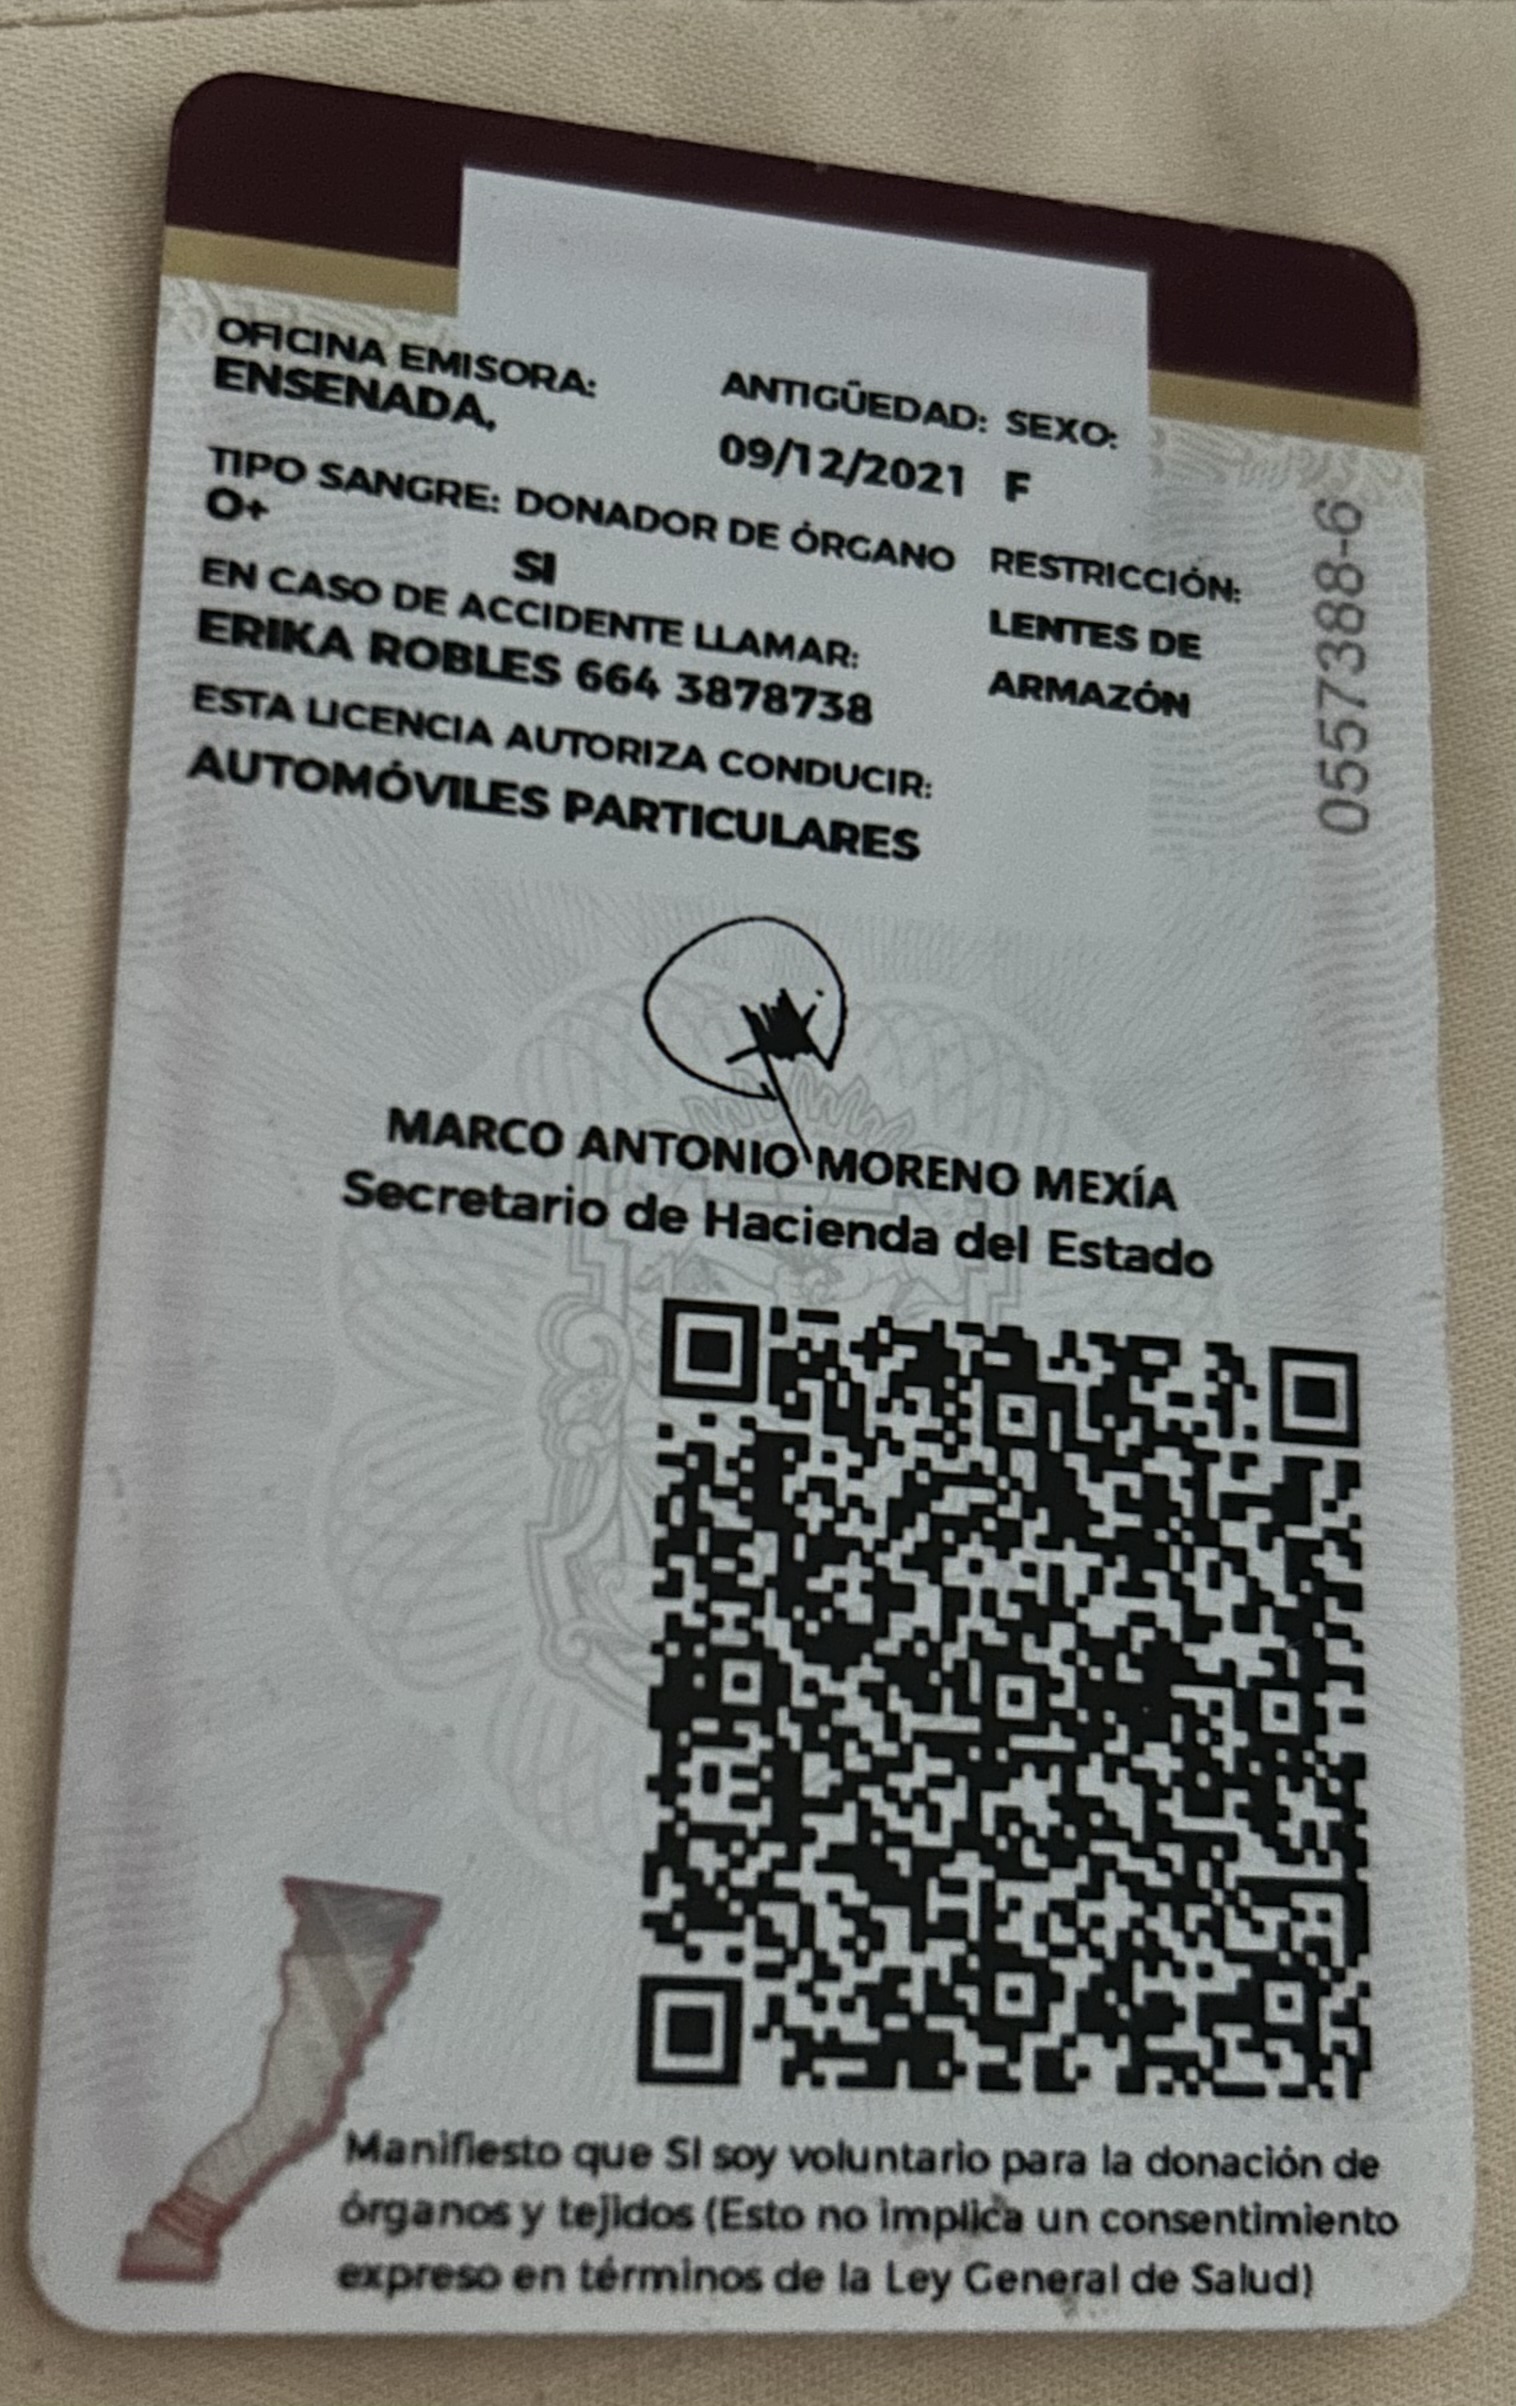 OFICINA EMISORA:
ENSENADA,
ANTIGÜEDAD: SEXO:
09/12/2021 F
TIPO SANGRE: DONADOR DE ÓRGANO
O+
SI
RESTRICCIÓN:
LENTES DE
ARMAZÓN
EN CASO DE ACCIDENTE LLAMAR:
ERIKA ROBLES 664 3878738
ESTA LICENCIA AUTORIZA CONDUCIR:
AUTOMÓVILES PARTICULARES
0557388-6
MARCO ANTONIO MORENO MEXÍA
Secretario de Hacienda del Estado
Manifiesto que SI soy voluntario para la donación de
órganos y tejidos (Esto no implica un consentimiento
expreso en términos de la Ley General de Salud)